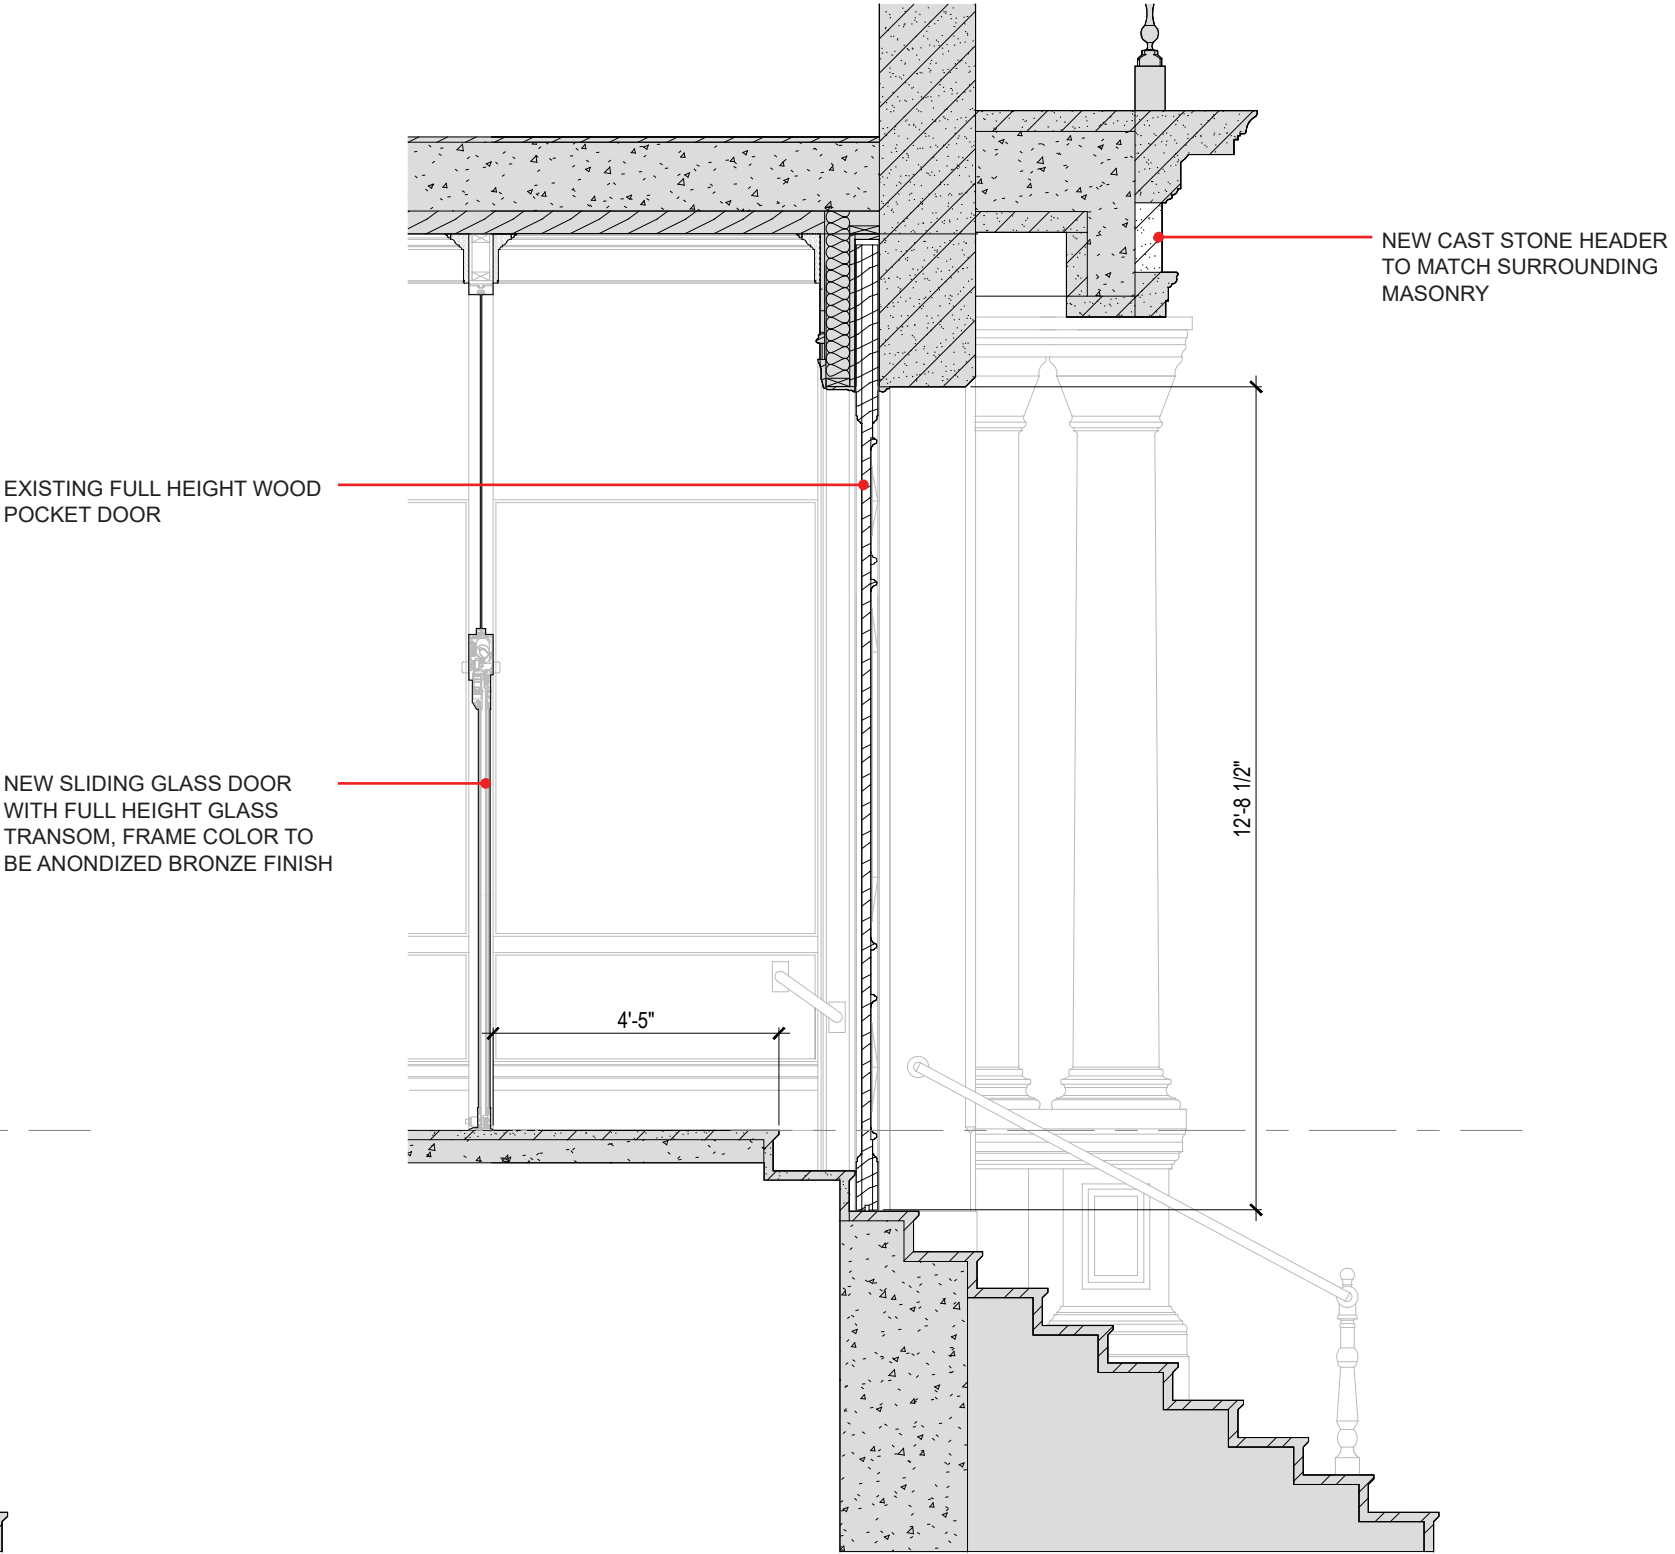 NEW CAST STONE HEADER
TO MATCH SURROUNDING
MASONRY
EXISTING FULL HEIGHT WOOD
POCKET DOOR
NEW SLIDING GLASS DOOR
WITH FULL HEIGHT GLASS
TRANSOM, FRAME COLOR TO
BE ANONDIZED BRONZE FINISH
12'-8 1/2"
4'-5"